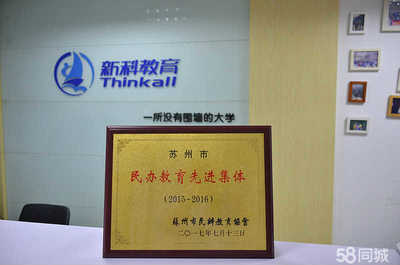 新科教育
Thinkall
一所没有围墙的大学
苏州市
民办教育先进集体
(2015-2016)
苏州市民办教育协会
二〇一七年七月十三日
58同城